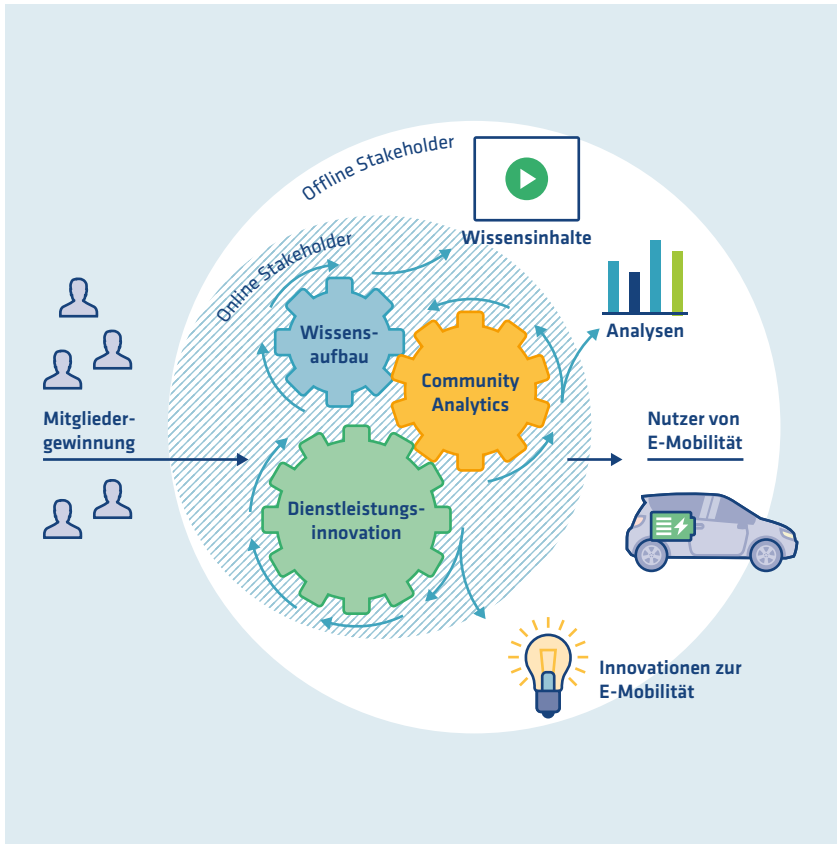 Offline Stakeholder
Online Stakeholder
Wissensinhalte
Wissens-
aufbau
Community
Analytics
Analysen
Mitglieder-
gewinnung
Nutzer von
E-Mobilität
Dienstleistungs-
innovation
Innovationen zur
E-Mobilität